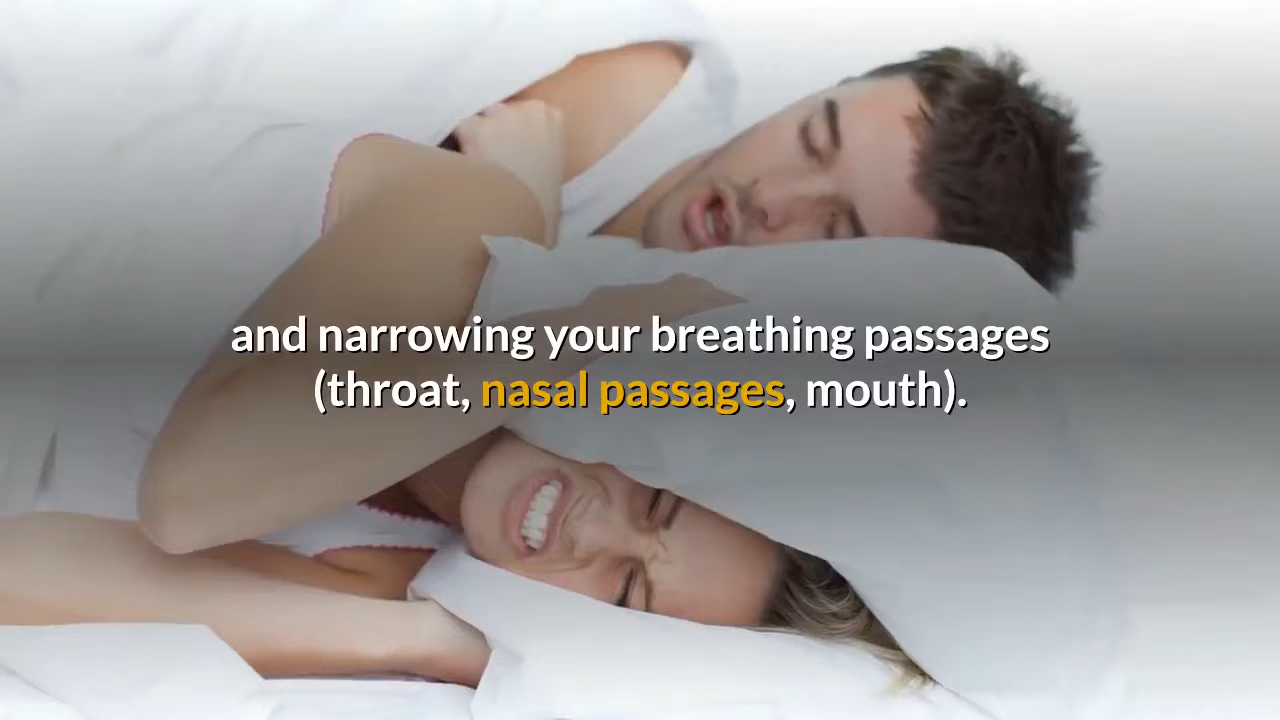 and narrowing your breathing passages
(throat, nasal passages, mouth).